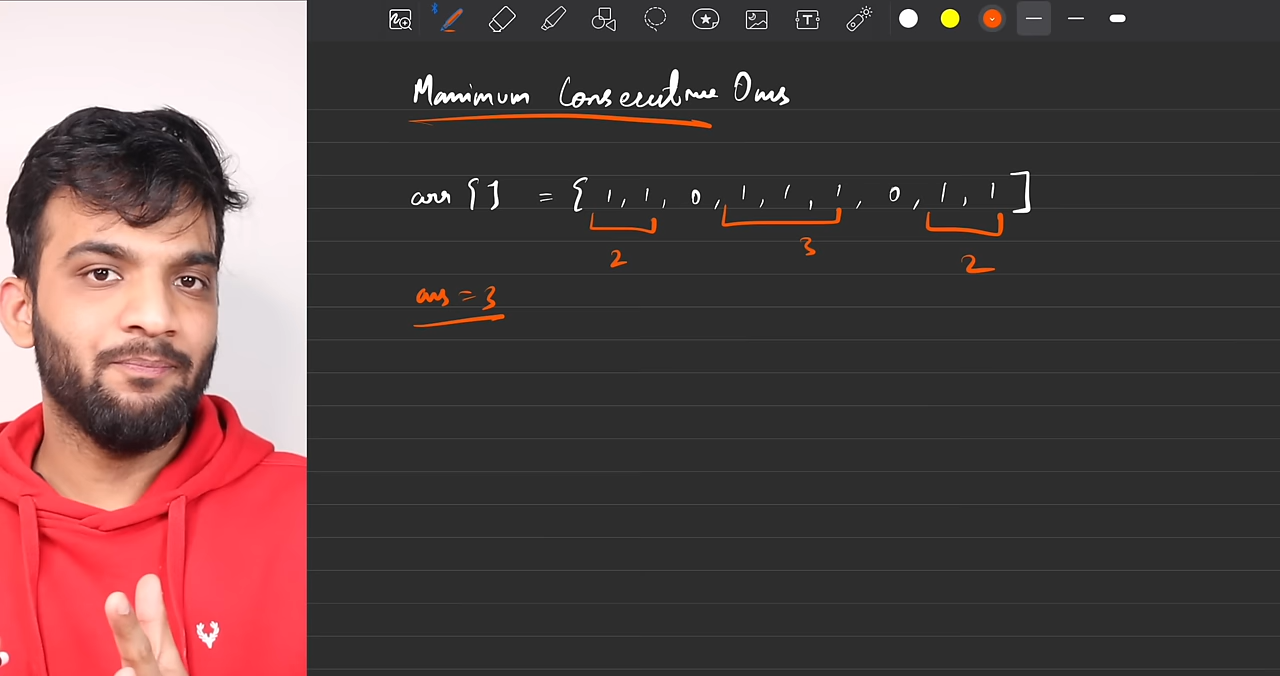 Maximum Consecutive Ones
arr [] = { 1, 1, 0, 1, 1, 1, 0, 1, 1 ]
2 3 2
ans = 3